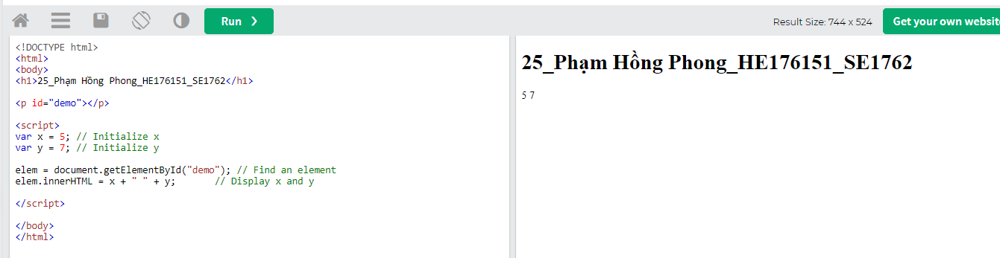 Run ❯
Result Size: 744 x 524
Get your own websit
<!DOCTYPE html>
<html>
<body>
<h1>25_Phạm Hồng Phong_HE176151_SE1762</h1>
<p id="demo"></p>
<script>
var x = 5; // Initialize x
var y = 7; // Initialize y
elem = document.getElementById("demo"); // Find an element
elem.innerHTML = x + " " + y;       // Display x and y
</script>
</body>
</html>
25_Phạm Hồng Phong_HE176151_SE1762
5 7